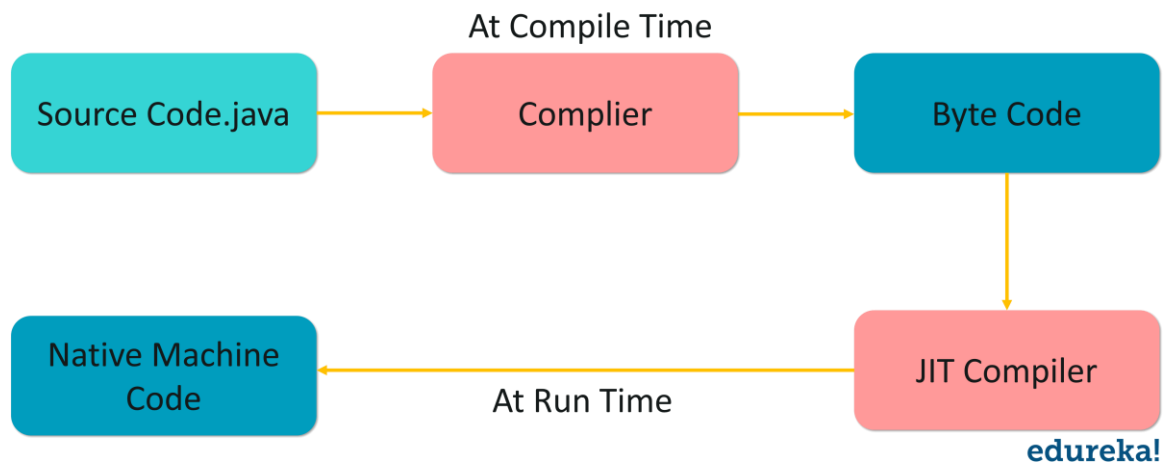 At Compile Time
Source Code.java
Complier
Byte Code
Native Machine
Code
At Run Time
JIT Compiler
edureka!